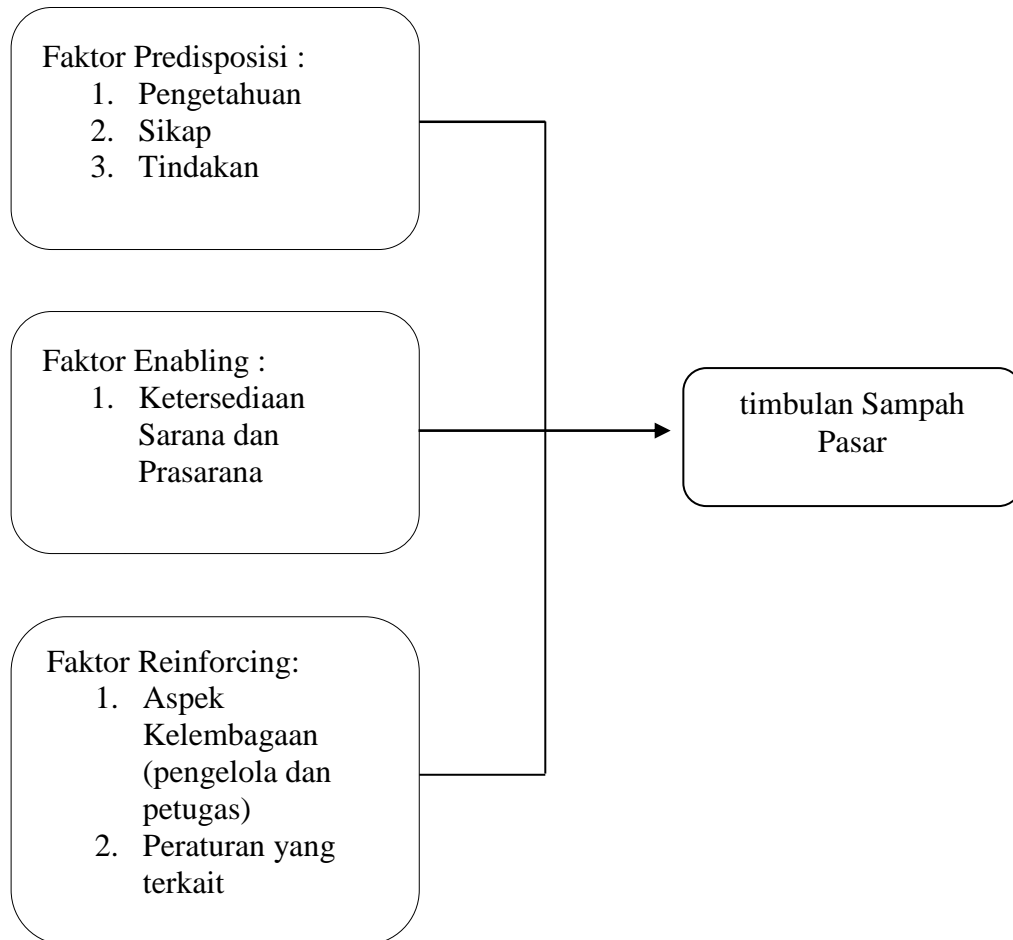 Faktor Predisposisi :
1. Pengetahuan
2. Sikap
3. Tindakan
Faktor Enabling :
1. Ketersediaan
Sarana dan
Prasarana
timbulan Sampah
Pasar
Faktor Reinforcing:
1. Aspek
Kelembagaan
(pengelola dan
petugas)
2. Peraturan yang
terkait